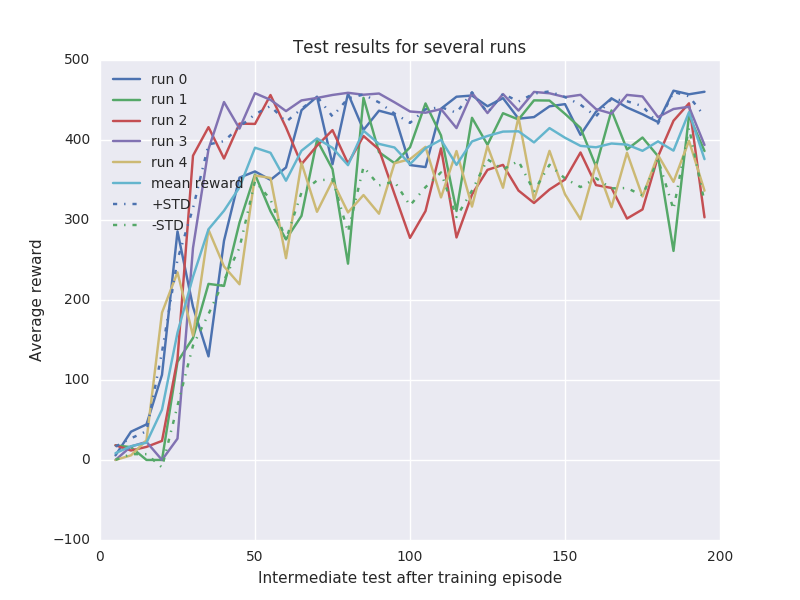 Test results for several runs
500
400
300
200
100
0
−100
Average reward
run 0
run 1
run 2
run 3
run 4
mean reward
+STD
-STD
0 50 100 150 200
Intermediate test after training episode